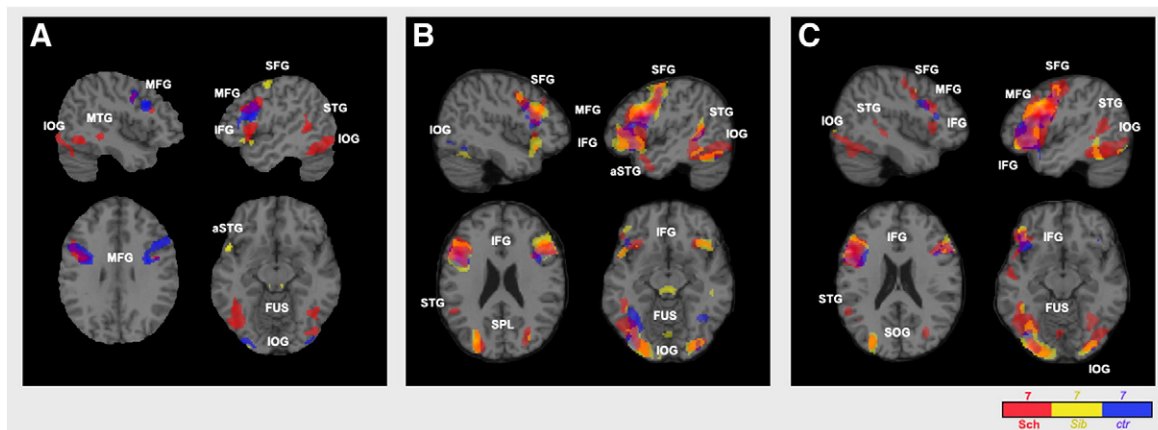 A
SFG
MFG
MFG
STG
MTG
IOG
IFG
IOG
aSTG
MFG
FUS
IOG
B
SFG
SFG
MFG
STG
IOG
IOG
IFG
aSTG
IFG
IFG
STG
FUS
SPL
IOG
C
SFG
SFG
MFG
MFG
STG
STG
IOG
IFG
IOG
IFG
IFG
IFG
STG
MFG
FUS
SOG
IOG
7 7 7
Sch Sib ctr